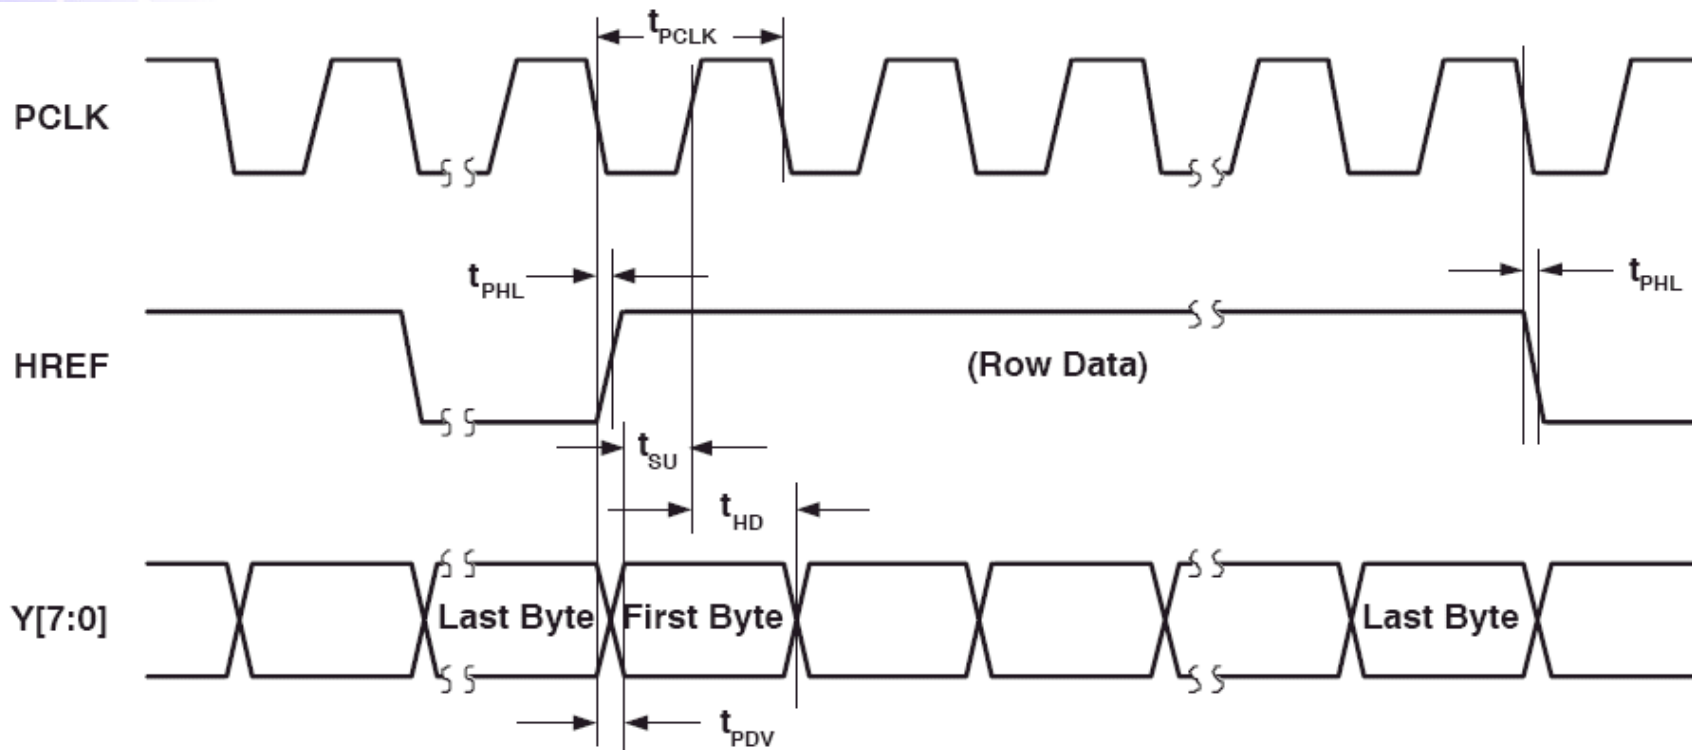 tPCLK
PCLK
tPHL
tPHL
HREF
(Row Data)
tSU
tHD
Y[7:0]
Last Byte
First Byte
Last Byte
tPDV